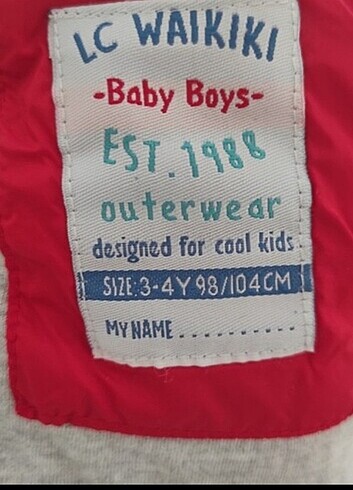 LC WAIKIKI
-Baby Boys-
EST. 1988
outerwear
designed for cool kids
SIZE:3-4Y 98/104CM
MY NAME ............